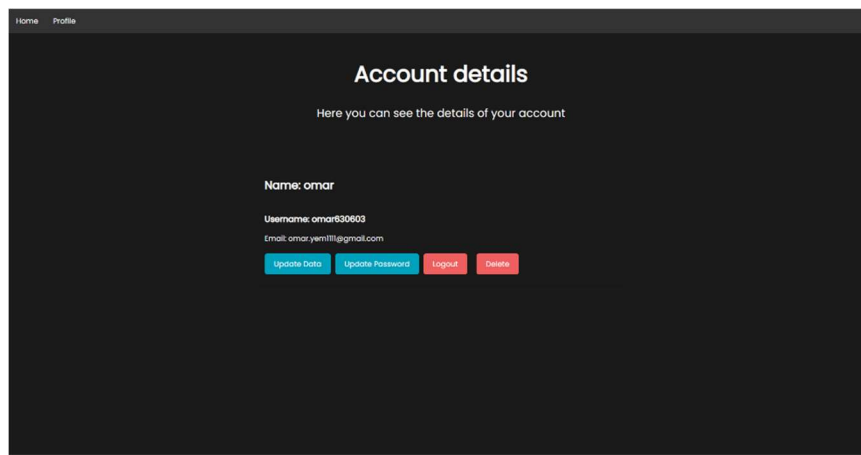 Home Profile
Account details
Here you can see the details of your account
Name: omar
Username: omar630603
Email: omar.yem1111@gmail.com
Update Data Update Password Logout Delete